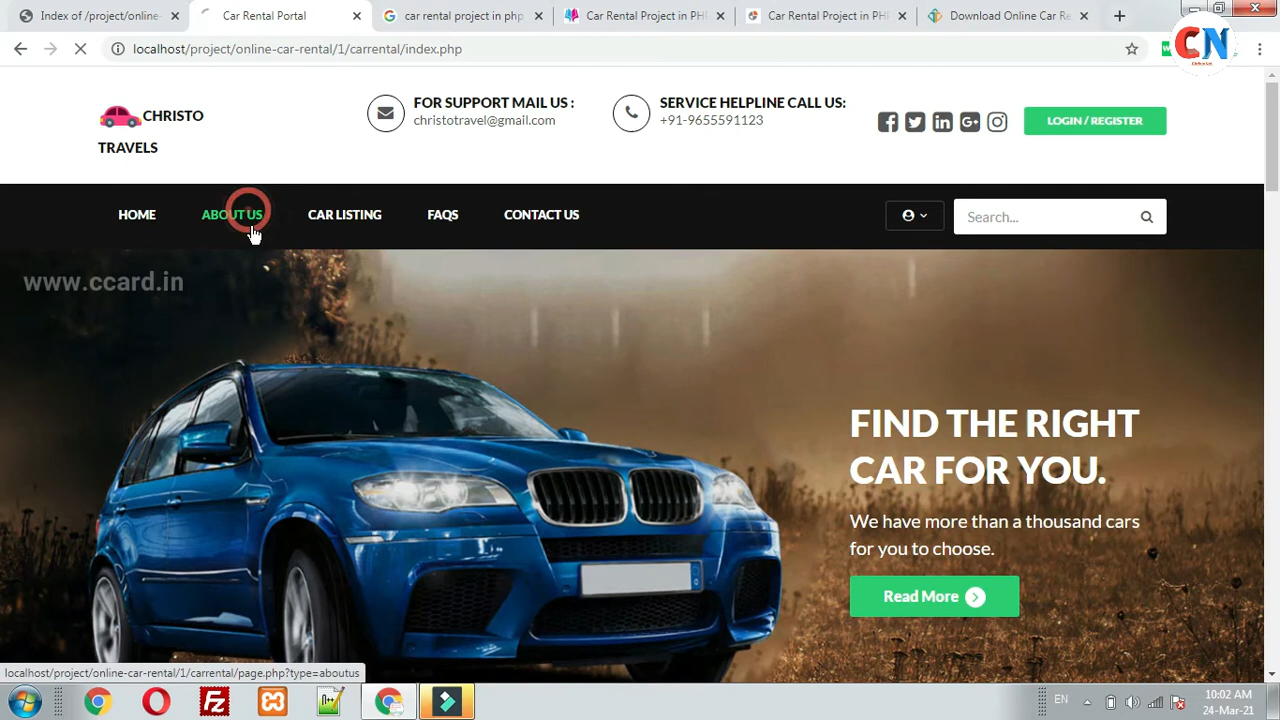 Index of /project/online-
Car Rental Portal
car rental project in php
Car Rental Project in PH
Car Rental Project in PH
Download Online Car Re
localhost/project/online-car-rental/1/carrental/index.php
CN
CHRISTO
TRAVELS
FOR SUPPORT MAIL US :
christotravel@gmail.com
SERVICE HELPLINE CALL US:
+91-9655591123
LOGIN / REGISTER
HOME
ABOUT US
CAR LISTING
FAQS
CONTACT US
Search...
www.ccard.in
FIND THE RIGHT
CAR FOR YOU.
We have more than a thousand cars
for you to choose.
Read More
localhost/project/online-car-rental/1/carrental/page.php?type=aboutus
EN
10:02 AM
24-Mar-21